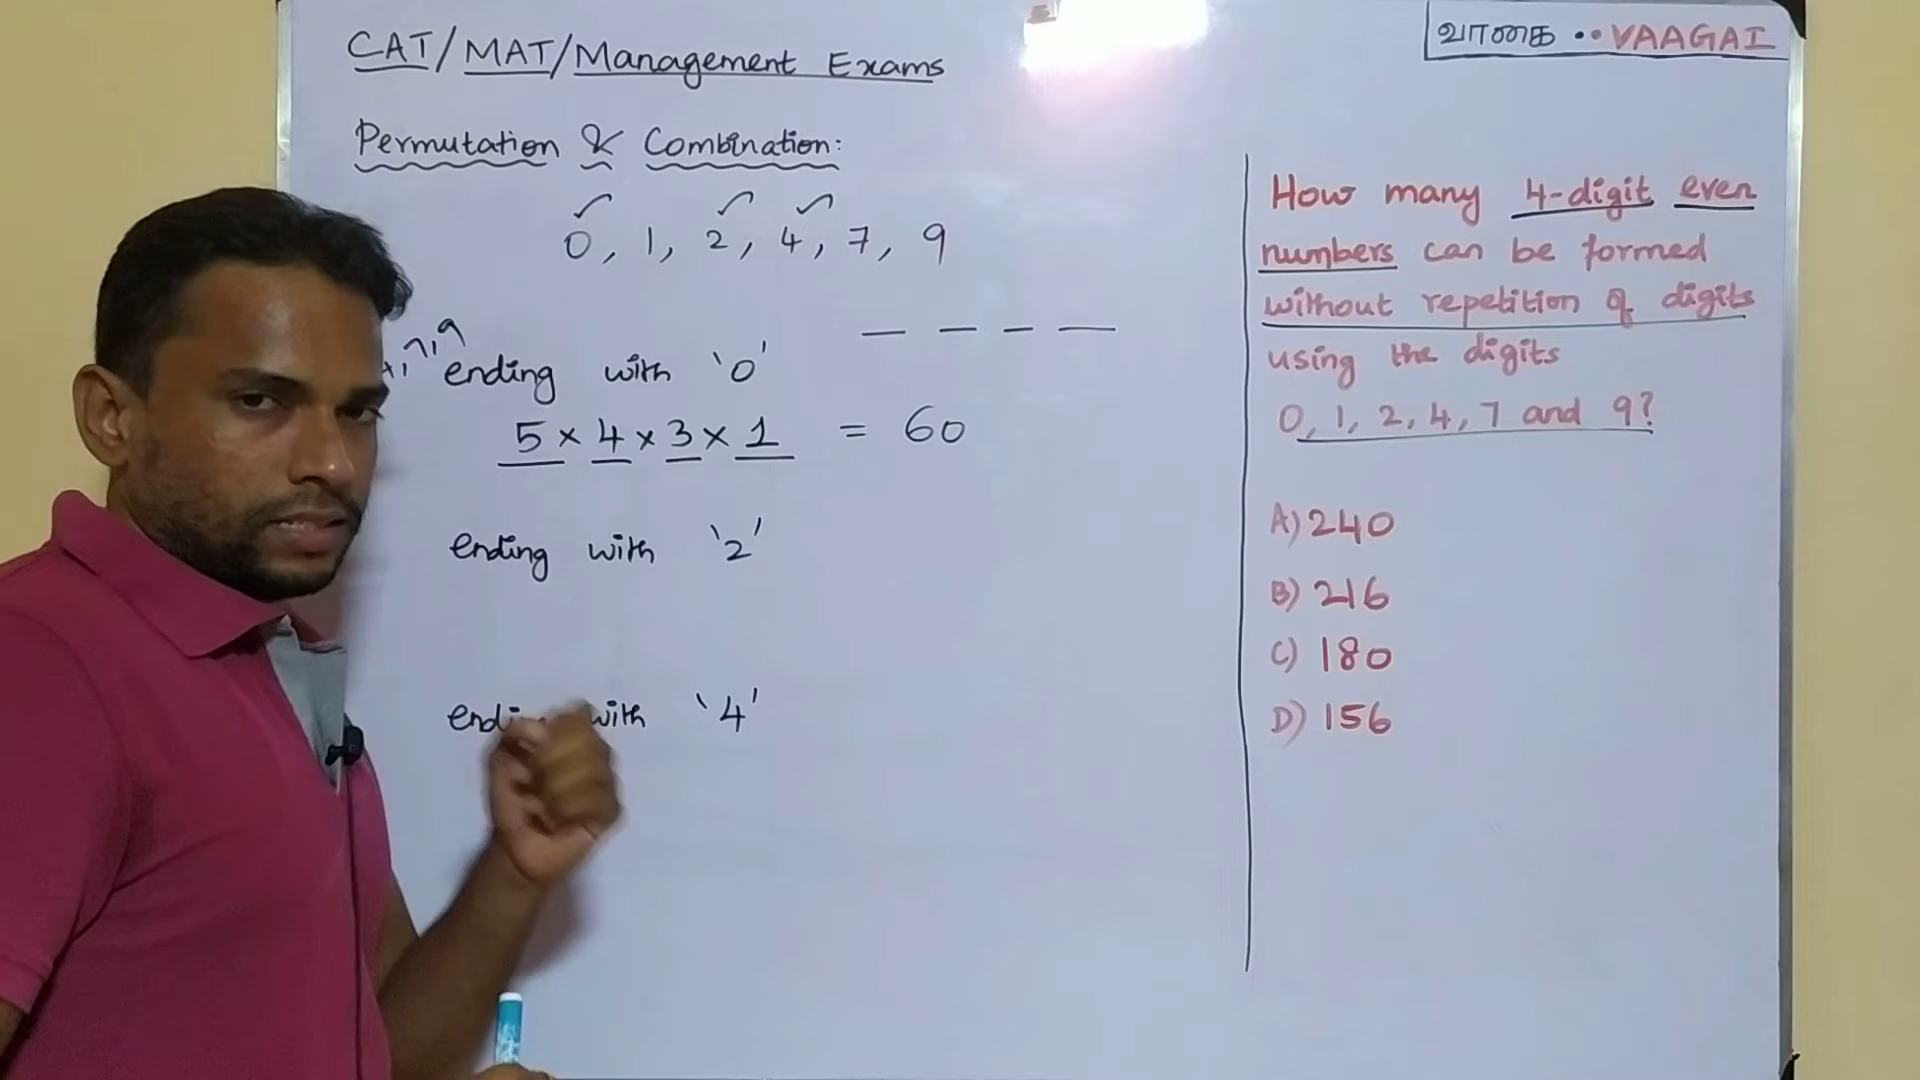 CAT/MAT/Management Exams
வாகை ..VAAGAI
Permutation & Combination:
0, 1, 2, 4, 7, 9
ending with '0'
5 × 4 × 3 × 1 = 60
ending with '2'
ending with '4'
How many 4-digit even
numbers can be formed
without repetition of digits
using the digits
0, 1, 2, 4, 7 and 9?
A) 240
B) 216
C) 180
D) 156